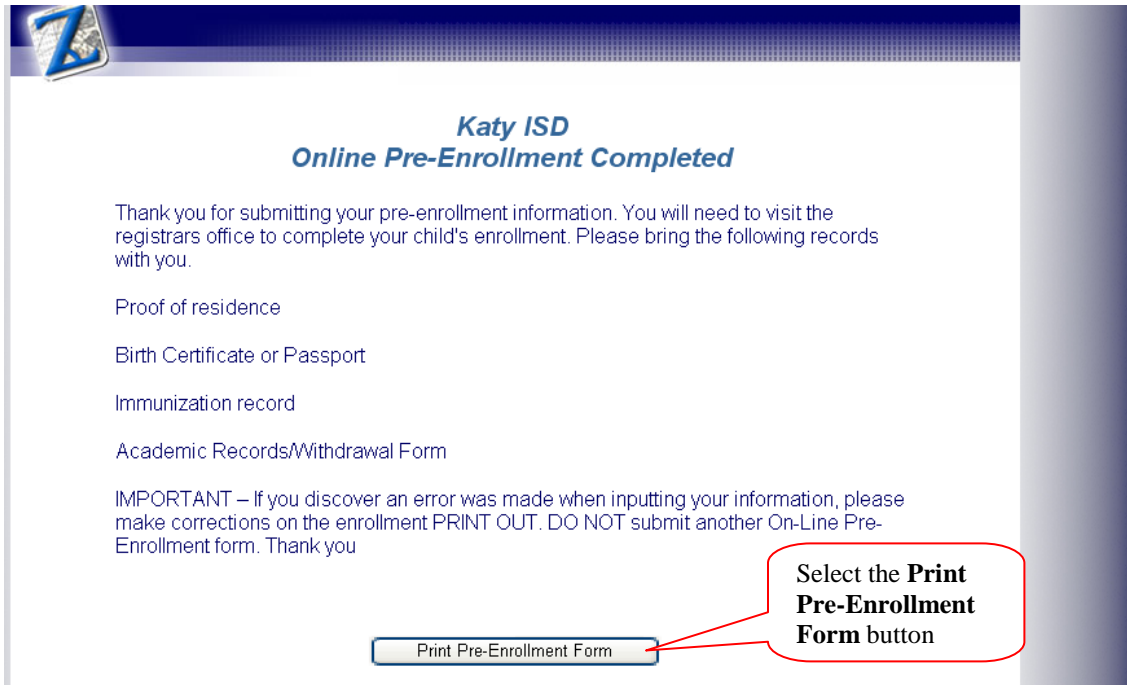 Z
Katy ISD
Online Pre-Enrollment Completed
Thank you for submitting your pre-enrollment information. You will need to visit the
registrars office to complete your child's enrollment. Please bring the following records
with you.
Proof of residence
Birth Certificate or Passport
Immunization record
Academic Records/Withdrawal Form
IMPORTANT – If you discover an error was made when inputting your information, please
make corrections on the enrollment PRINT OUT. DO NOT submit another On-Line Pre-
Enrollment form. Thank you
Select the Print
Pre-Enrollment
Form button
Print Pre-Enrollment Form